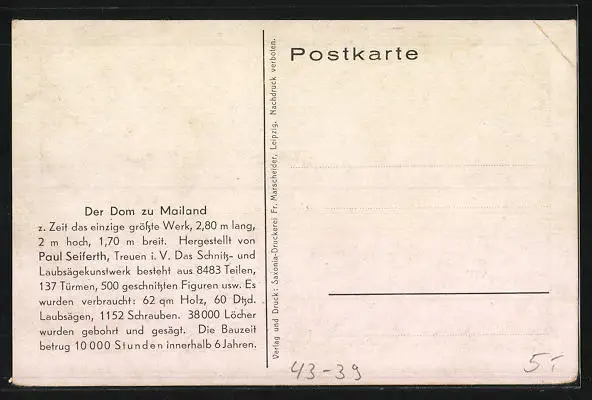 Postkarte
Der Dom zu Mailand
z. Zeit das einzige größte Werk, 2,80 m lang,
2 m hoch, 1,70 m breit. Hergestellt von
Paul Seiferth, Treuen i. V. Das Schnitz- und
Laubsägekunstwerk besteht aus 8483 Teilen,
137 Türmen, 500 geschnitzten Figuren usw. Es
wurden verbraucht: 62 qm Holz, 60 Dtzd.
Laubsägen, 1152 Schrauben. 38000 Löcher
wurden gebohrt und gesägt. Die Bauzeit
betrug 10000 Stunden innerhalb 6 Jahren.
Verlag und Druck: Saxonia-Druckerei Fr. Marscheider, Leipzig. Nachdruck verboten.
43-39
5,-